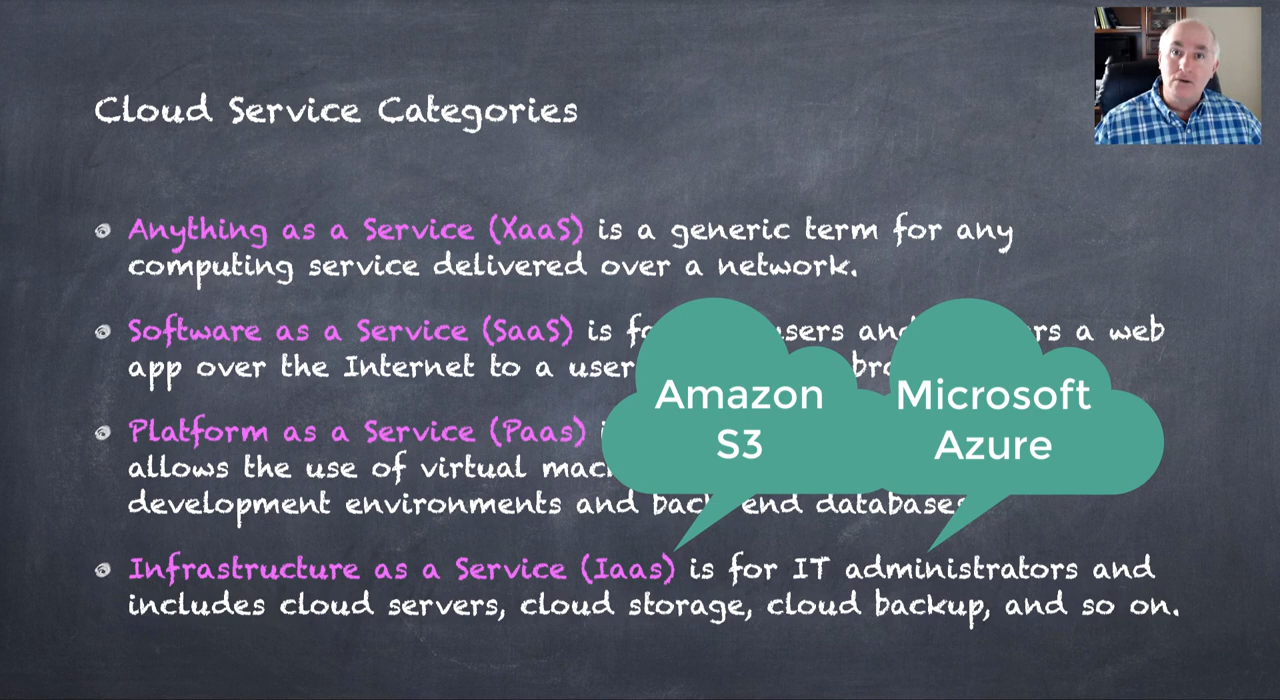 Cloud Service Categories
Anything as a Service (XaaS) is a generic term for any
computing service delivered over a network.
Software as a Service (SaaS) is a web
app over the Internet to a user
Platform as a Service (Paas)
allows the use of virtual
development environments and back end databases
Infrastructure as a Service (Iaas) is for IT administrators and
includes cloud servers, cloud storage, cloud backup, and so on.
Amazon
S3
Microsoft
Azure